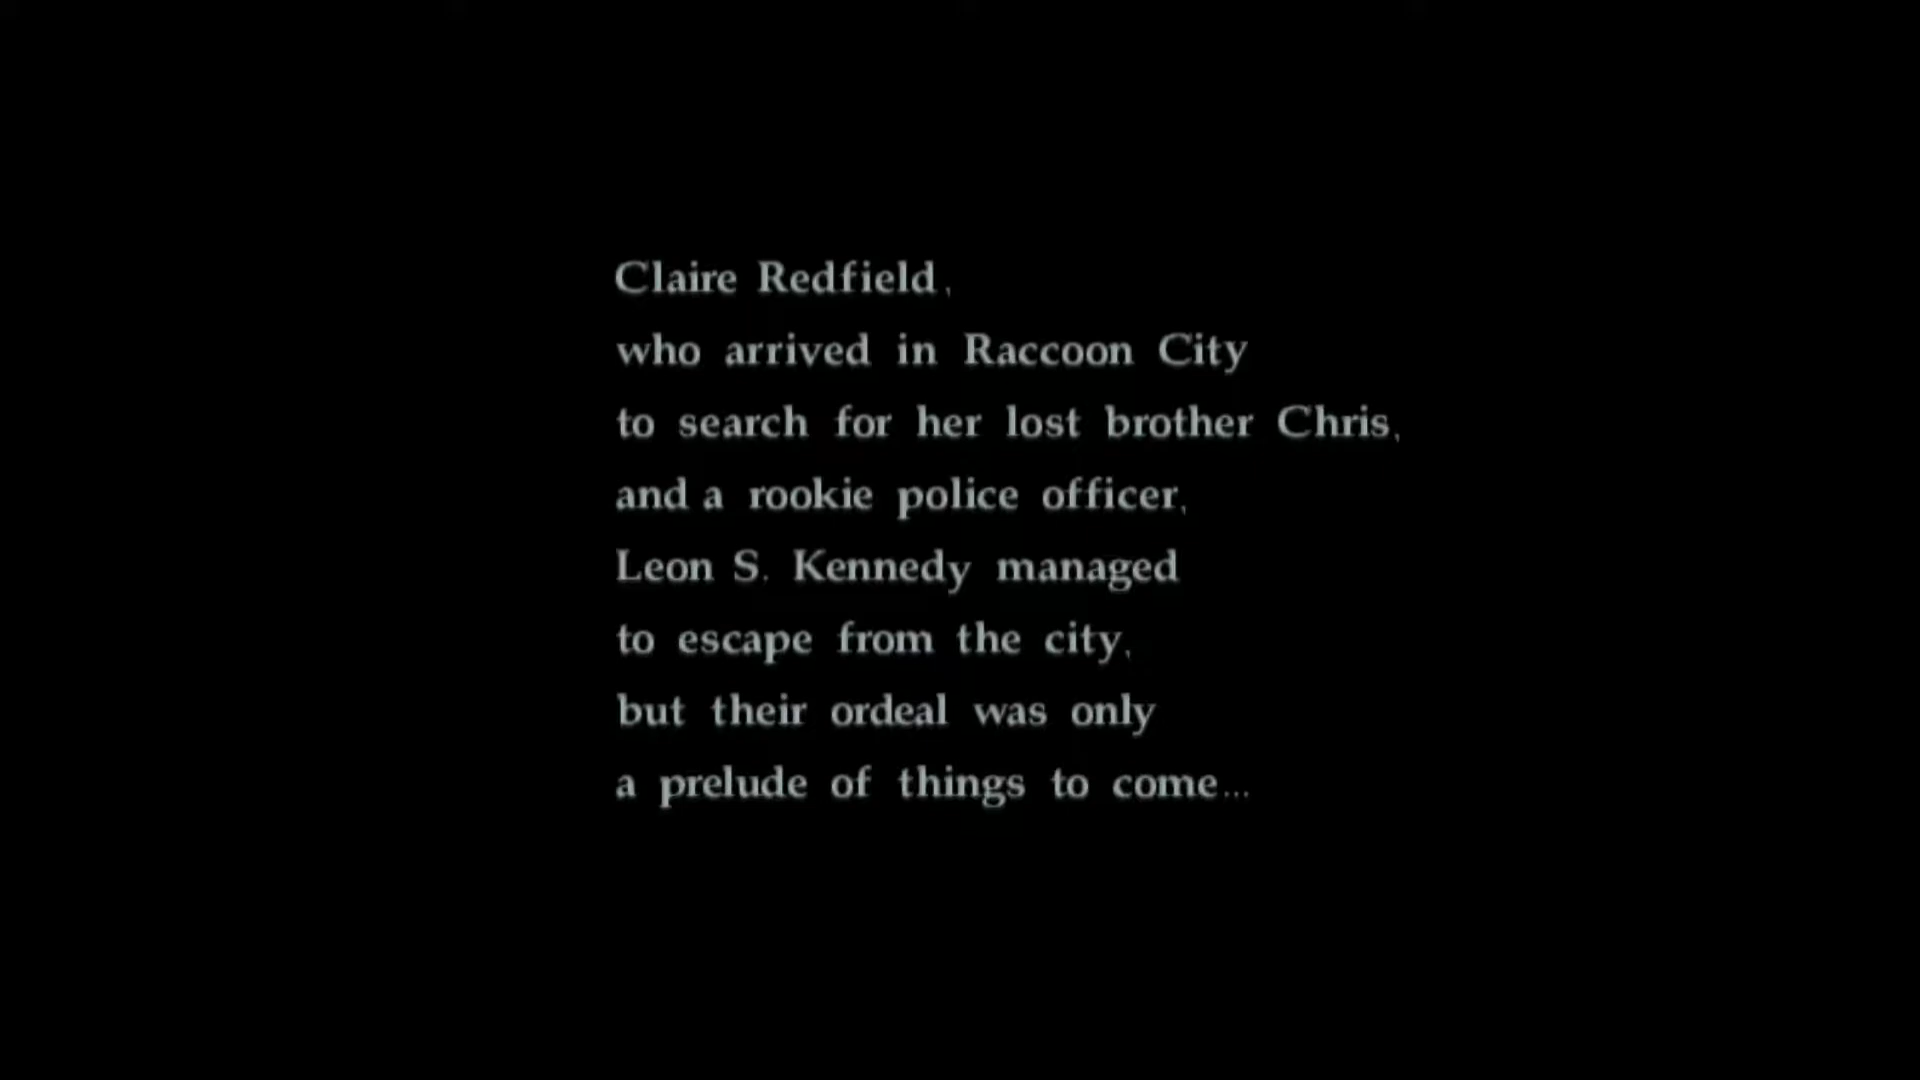 Claire Redfield,
who arrived in Raccoon City
to search for her lost brother Chris,
and a rookie police officer,
Leon S. Kennedy managed
to escape from the city,
but their ordeal was only
a prelude of things to come...